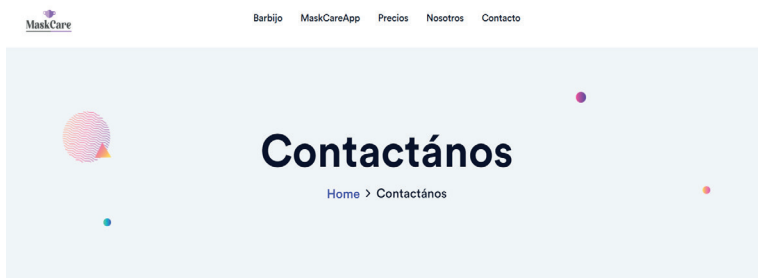 MaskCare
Barbijo MaskCareApp Precios Nosotros Contacto
Contactános
Home > Contactános